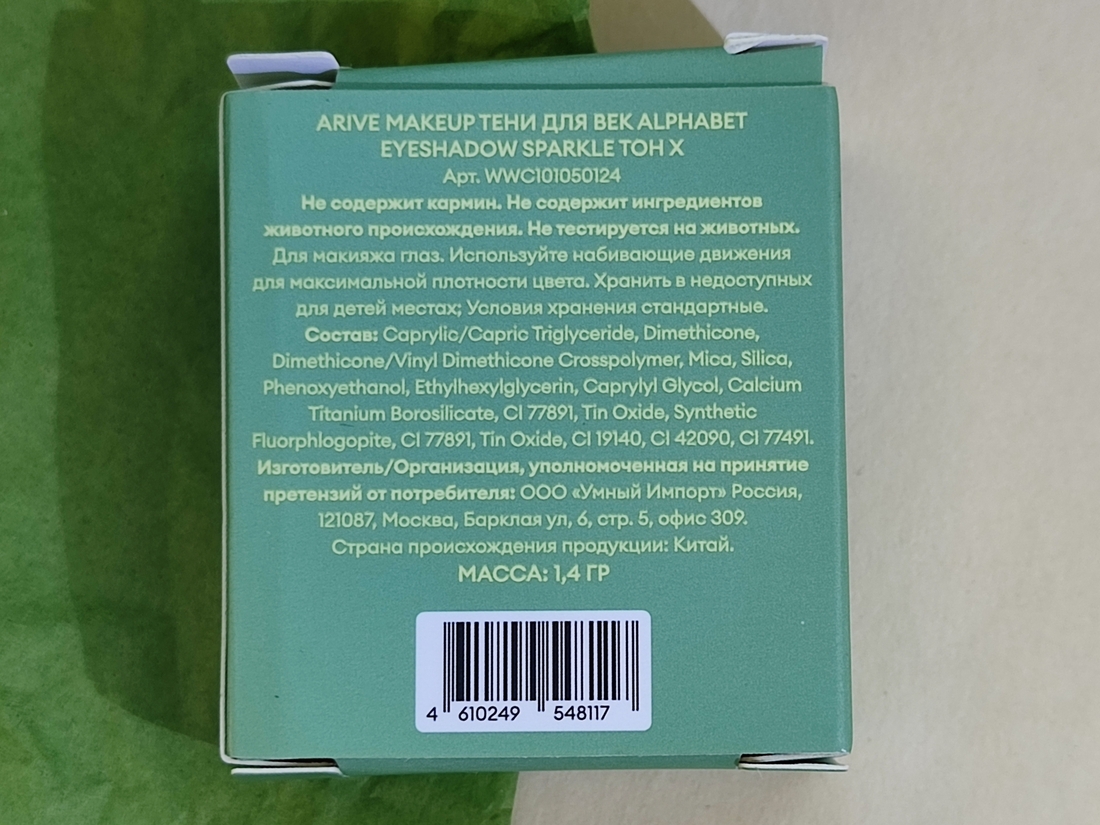 ARIVE MAKEUP ТЕНИ ДЛЯ ВЕК ALPHABET
EYESHADOW SPARKLE ТОН X
Арт. WWC101050124
Не содержит кармин. Не содержит ингредиентов
животного происхождения. Не тестируется на животных.
Для макияжа глаз. Используйте набивающие движения
для максимальной плотности цвета. Хранить в недоступных
для детей местах; Условия хранения стандартные.
Состав: Caprylic/Capric Triglyceride, Dimethicone,
Dimethicone/Vinyl Dimethicone Crosspolymer, Mica, Silica,
Phenoxyethanol, Ethylhexylglycerin, Caprylyl Glycol, Calcium
Titanium Borosilicate, Cl 77891, Tin Oxide, Synthetic
Fluorphlogopite, Cl 77891, Tin Oxide, Cl 19140, Cl 42090, Cl 77491.
Изготовитель/Организация, уполномоченная на принятие
претензий от потребителя: ООО «Умный Импорт» Россия,
121087, Москва, Барклая ул, 6, стр. 5, офис 309.
Страна происхождения продукции: Китай.
МАССА: 1,4 ГР
4 610249 548117